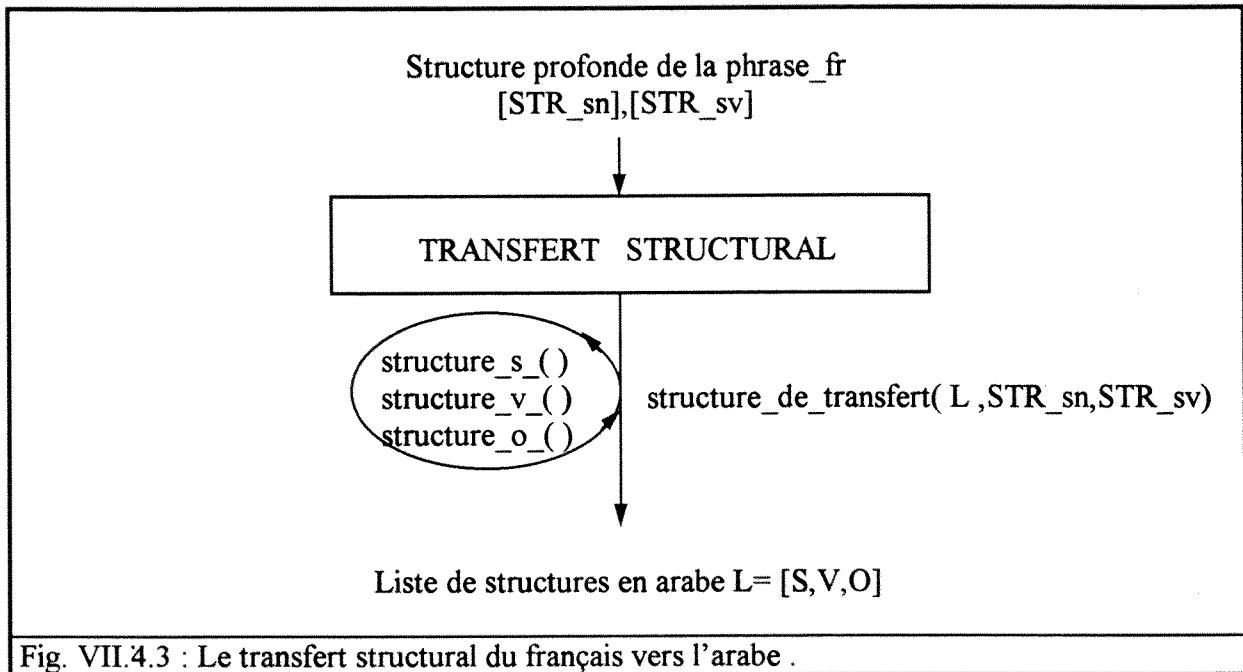 Structure profonde de la phrase_fr
[STR_sn],[STR_sv]
TRANSFERT STRUCTURAL
structure_s_( )
structure_v_( )
structure_o_( )
structure_de_transfert( L ,STR_sn,STR_sv)
Liste de structures en arabe L= [S,V,O]
Fig. VII.4.3 : Le transfert structural du français vers l'arabe .